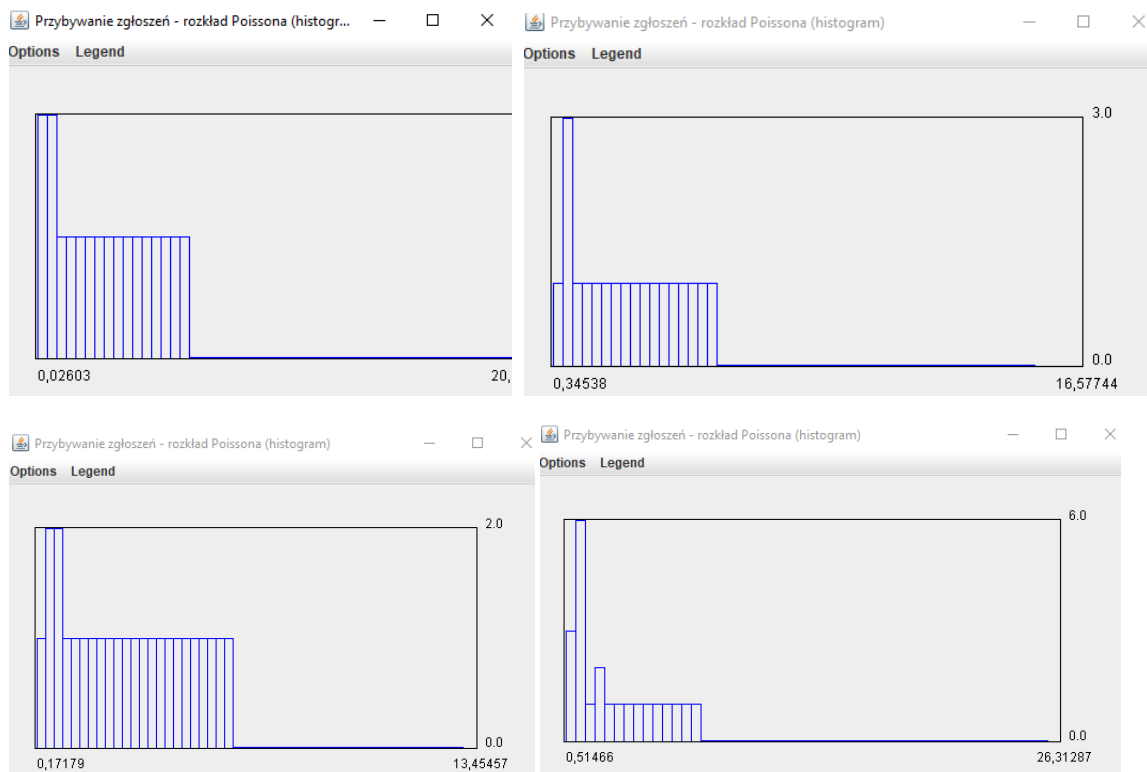 Przybywanie zgłoszeń - rozkład Poissona (histogr...
Options Legend
0,02603
20,
Przybywanie zgłoszeń - rozkład Poissona (histogram)
Options Legend
3.0
0.0
0,34538
16,57744
Przybywanie zgłoszeń - rozkład Poissona (histogram)
Options Legend
2.0
0.0
0,17179
13,45457
Przybywanie zgłoszeń - rozkład Poissona (histogram)
Options Legend
6.0
0.0
0,51466
26,31287